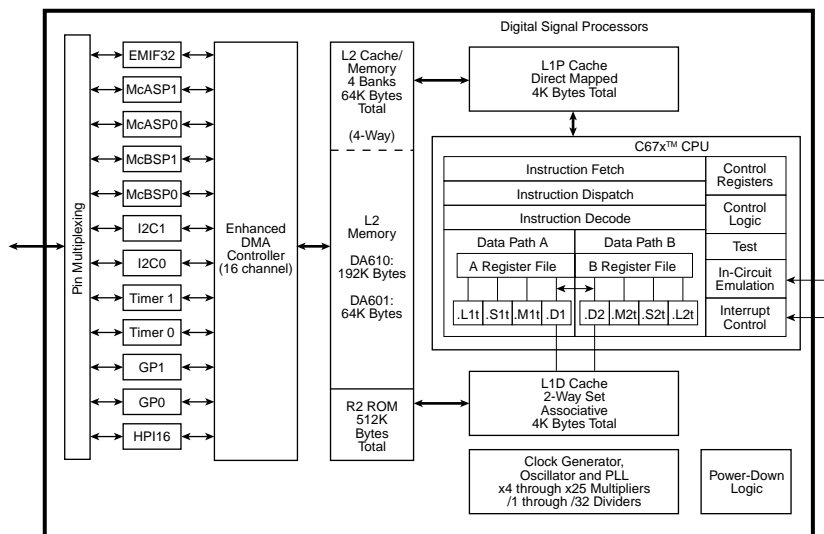 Digital Signal Processors
Pin Multiplexing
EMIF32
McASP1
McASP0
McBSP1
McBSP0
I2C1
I2C0
Timer 1
Timer 0
GP1
GP0
HPI16
Enhanced
DMA
Controller
(16 channel)
L2 Cache/
Memory
4 Banks
64K Bytes
Total
(4-Way)
L2
Memory
DA610:
192K Bytes
DA601:
64K Bytes
R2 ROM
512K
Bytes
Total
L1P Cache
Direct Mapped
4K Bytes Total
C67x™ CPU
Instruction Fetch
Instruction Dispatch
Instruction Decode
Data Path A
Data Path B
A Register File
B Register File
.L1t
.S1t
.M1t
.D1
.D2
.M2t
.S2t
.L2t
Control
Registers
Control
Logic
Test
In-Circuit
Emulation
Interrupt
Control
L1D Cache
2-Way Set
Associative
4K Bytes Total
Clock Generator,
Oscillator and PLL
x4 through x25 Multipliers
/1 through /32 Dividers
Power-Down
Logic